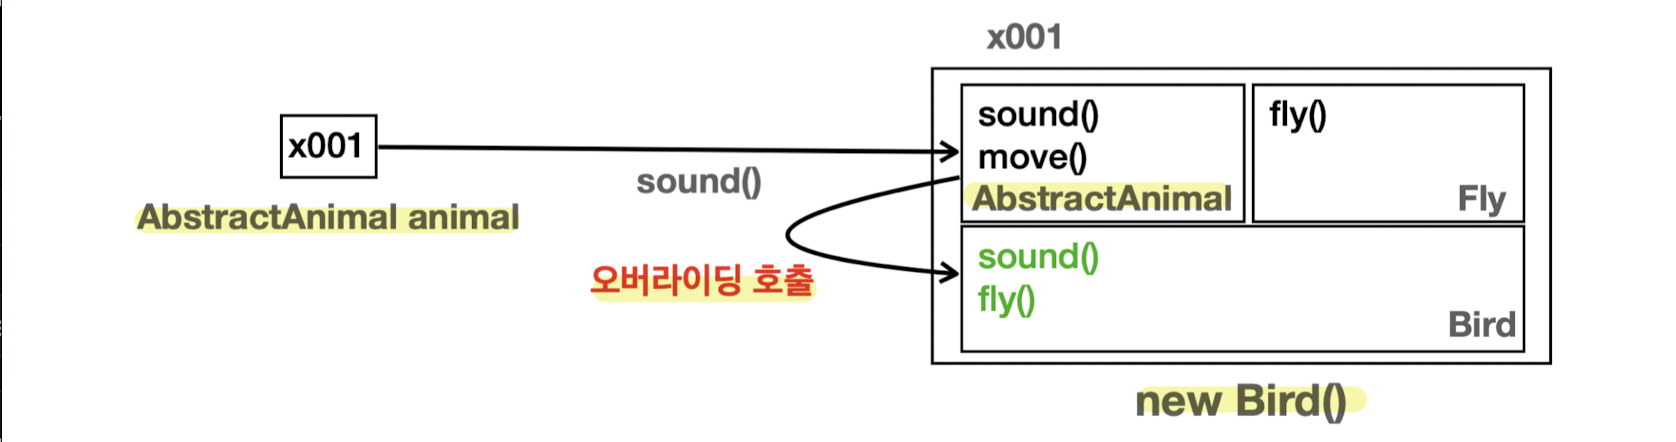 x001
x001
AbstractAnimal animal
sound()
오버라이딩 호출
sound()
move()
AbstractAnimal
fly()
Fly
sound()
fly()
Bird
new Bird()